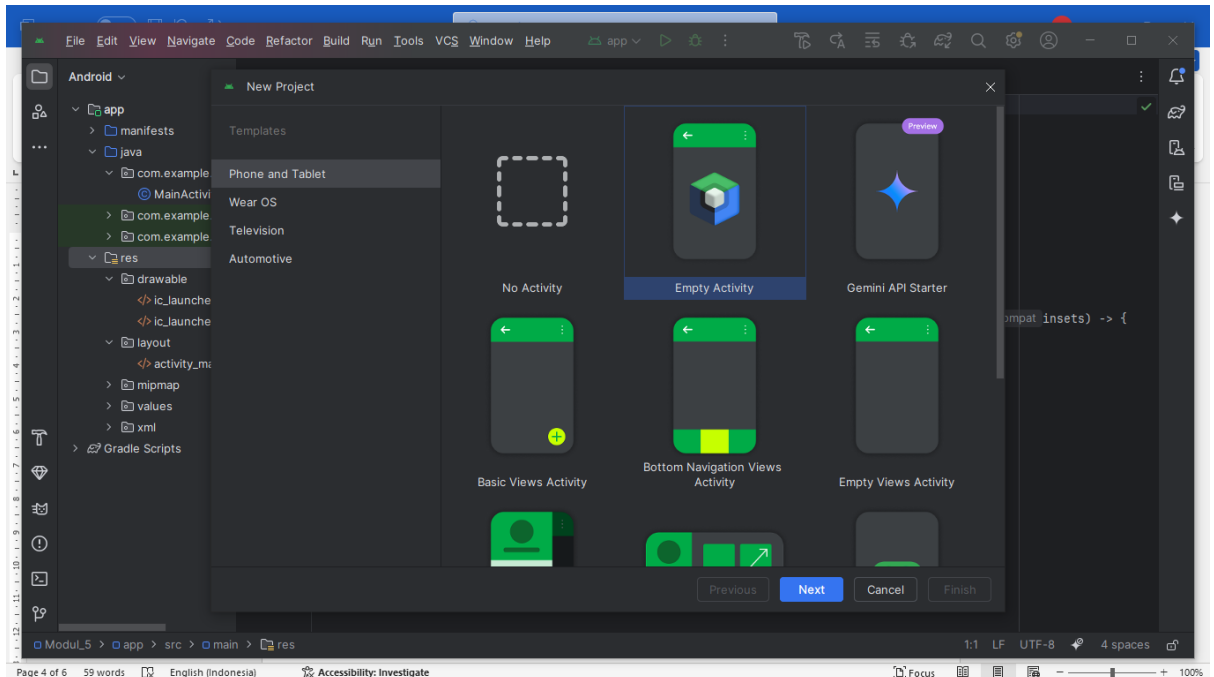 File Edit View Navigate Code Refactor Build Run Tools VCS Window Help app
Android
New Project
app
manifests
java
com.example
MainActivi
com.example
com.example
res
drawable
ic_launche
ic_launche
layout
activity_ma
mipmap
values
xml
Gradle Scripts
Templates
Phone and Tablet
Wear OS
Television
Automotive
Preview
No Activity
Empty Activity
Gemini API Starter
Basic Views Activity
Bottom Navigation Views
Activity
Empty Views Activity
ompat insets) -> {
Previous Next Cancel Finish
Modul_5 > app > src > main > res
1:1 LF UTF-8 4 spaces
Page 4 of 6 59 words English (Indonesia) Accessibility: Investigate Focus 100%